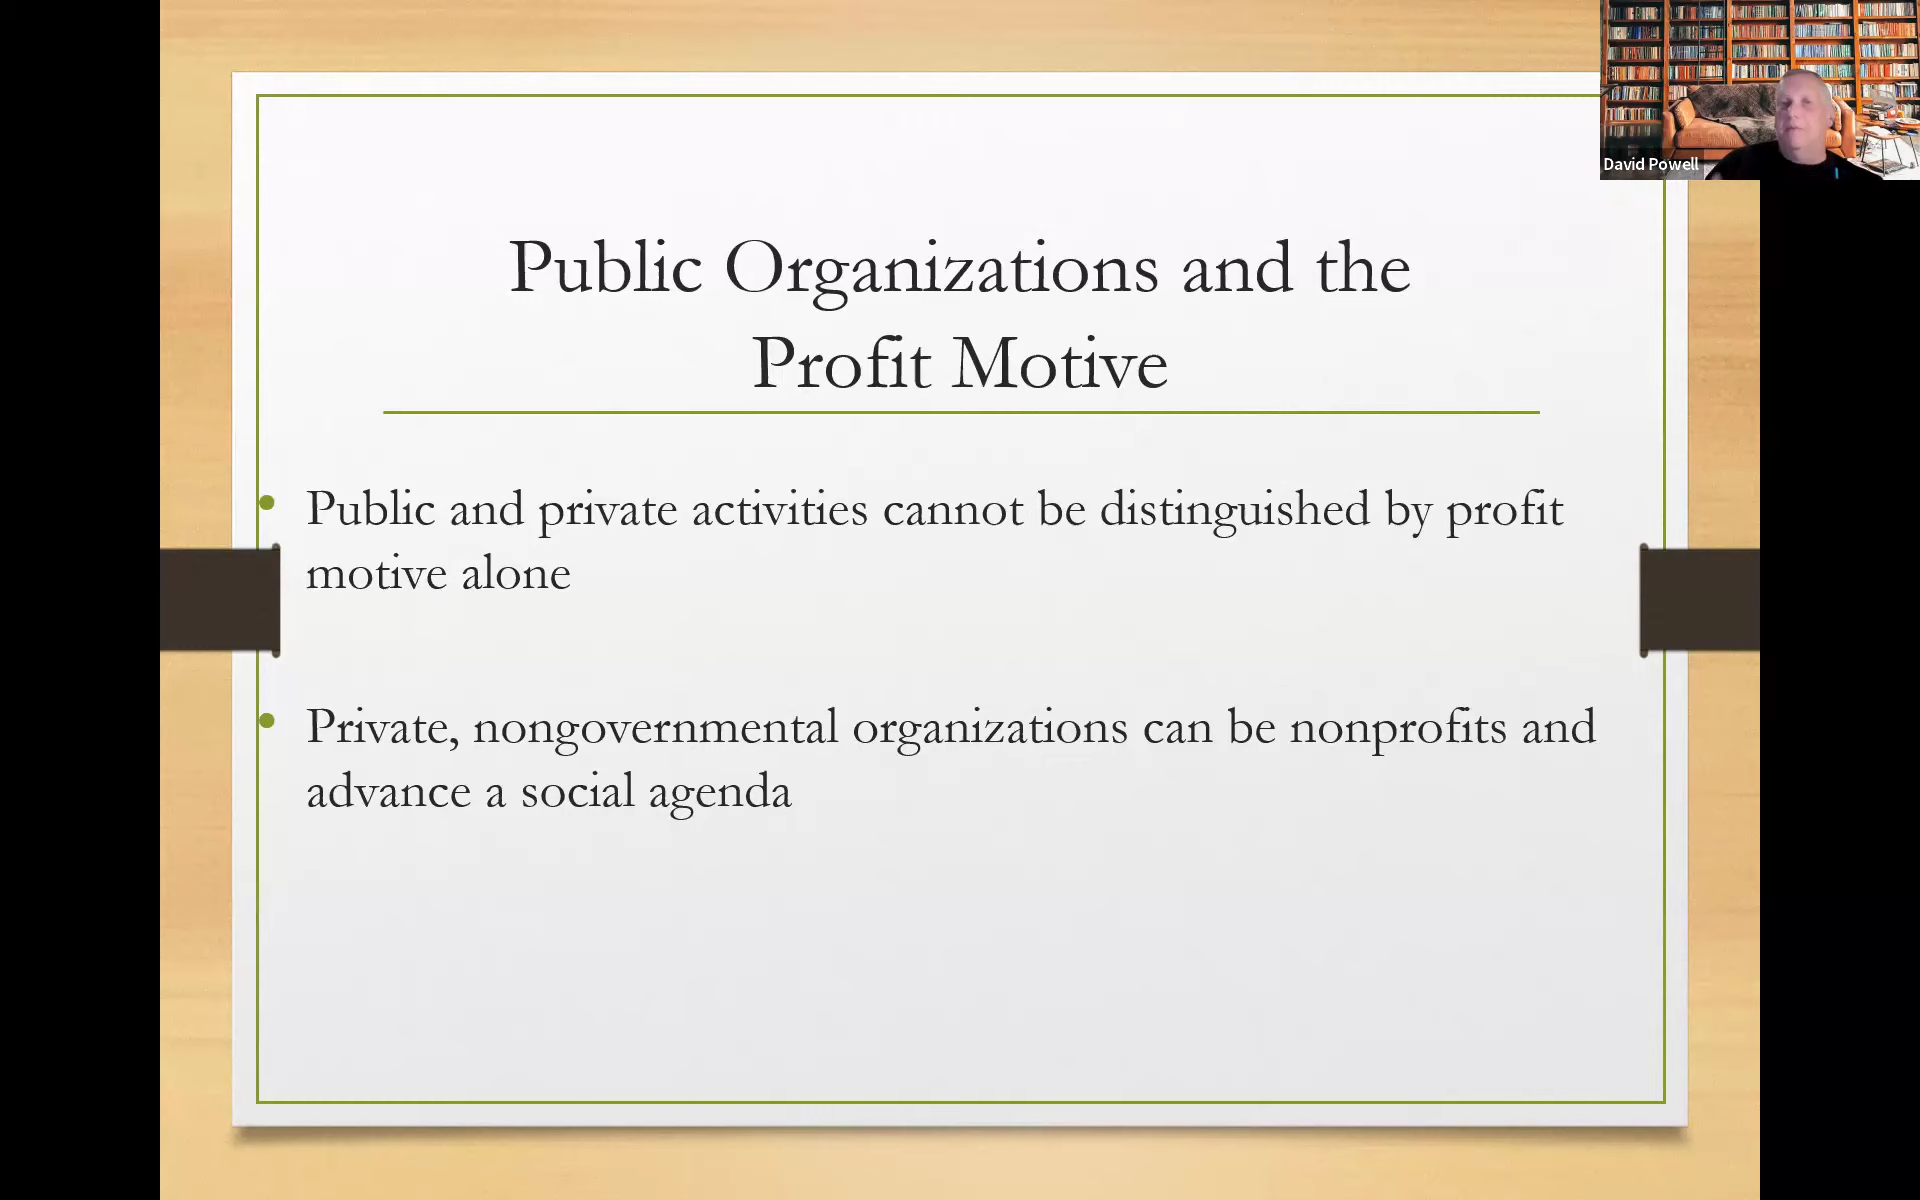 David Powell
Public Organizations and the
Profit Motive
• Public and private activities cannot be distinguished by profit
motive alone
• Private, nongovernmental organizations can be nonprofits and
advance a social agenda